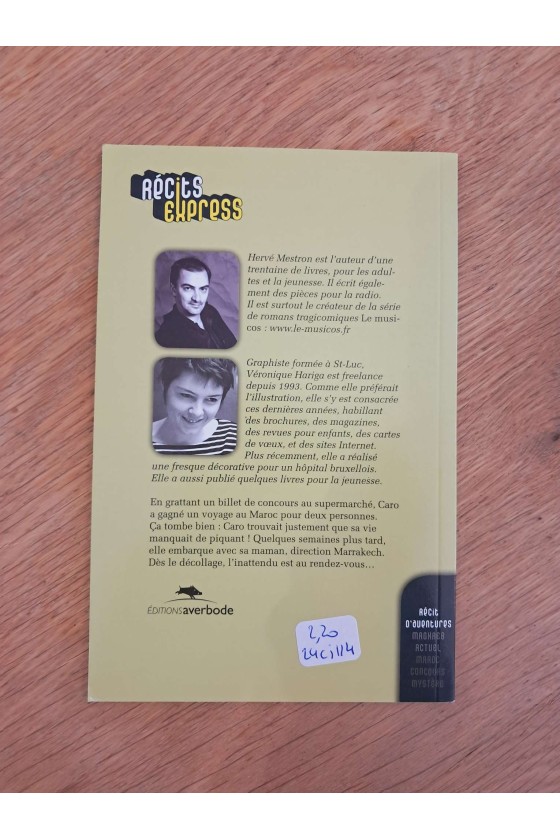 Récits
Express
Hervé Mestron est l'auteur d'une
trentaine de livres, pour les adul-
tes et la jeunesse. Il écrit égale-
ment des pièces pour la radio.
Il est surtout le créateur de la série
de romans tragicomiques Le musi-
cos : www.le-musicos.fr
Graphiste formée à St-Luc,
Véronique Hariga est freelance
depuis 1993. Comme elle préférait
l'illustration, elle s'y est consacrée
ces dernières années, habillant
des brochures, des magazines,
des revues pour enfants, des cartes
de vœux, et des sites Internet.
Plus récemment, elle a réalisé
une fresque décorative pour un hôpital bruxellois.
Elle a aussi publié quelques livres pour la jeunesse.
En grattant un billet de concours au supermarché, Caro
a gagné un voyage au Maroc pour deux personnes.
Ça tombe bien : Caro trouvait justement que sa vie
manquait de piquant ! Quelques semaines plus tard,
elle embarque avec sa maman, direction Marrakech.
Dès le décollage, l'inattendu est au rendez-vous…
ÉDITIONS averbode
2,20
24cj114
Récit
d'aventures
Maghreb
Actuel
Maroc
Mystère